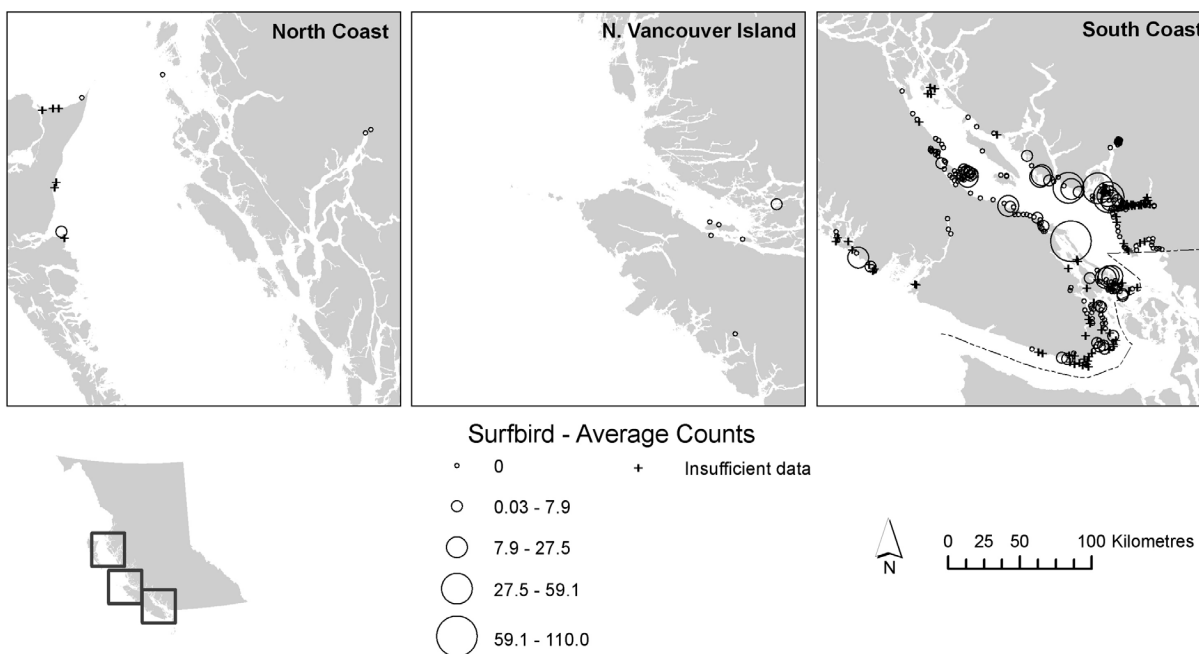 North Coast
N. Vancouver Island
South Coast
Surfbird - Average Counts
0
Insufficient data
0.03 - 7.9
7.9 - 27.5
27.5 - 59.1
59.1 - 110.0
N
0 25 50 100 Kilometres